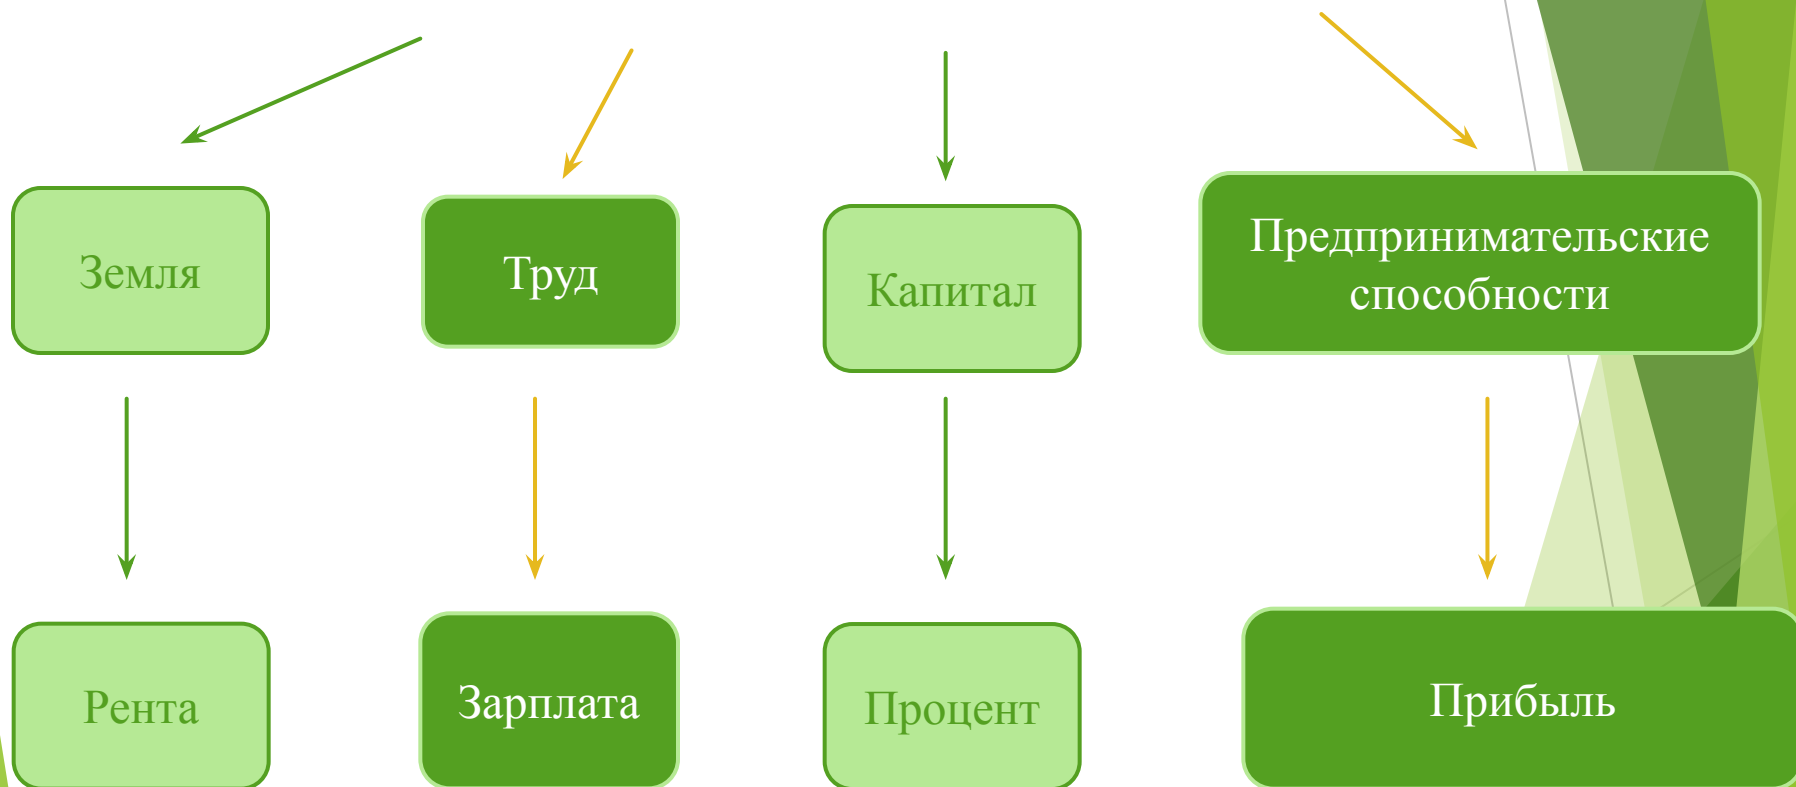 Земля
Труд
Капитал
Предпринимательские
способности
Рента
Зарплата
Процент
Прибыль